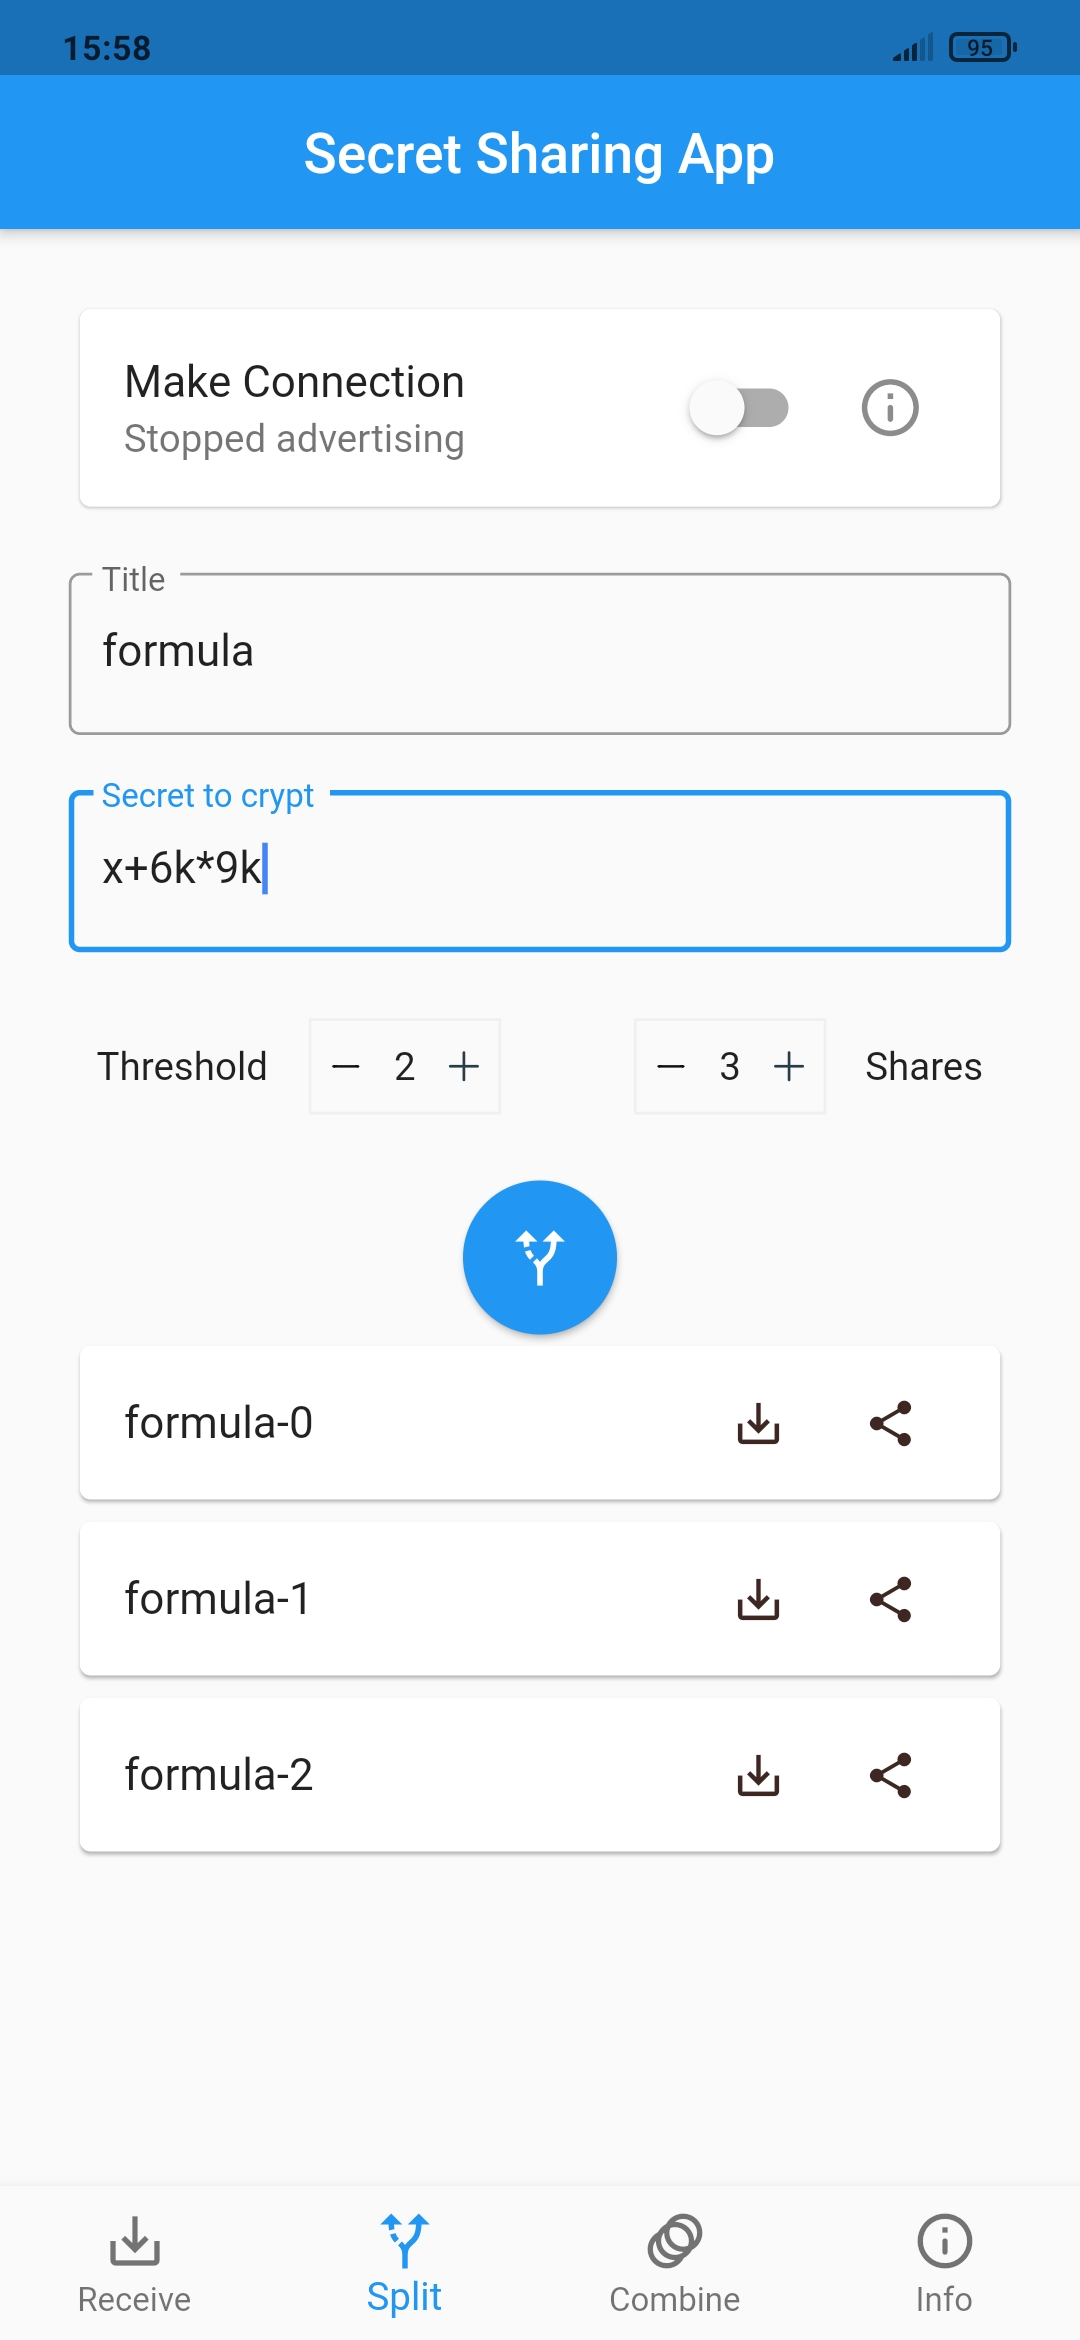 15:58
95
Secret Sharing App
Make Connection
Stopped advertising
Title
formula
Secret to crypt
x+6k*9k
Threshold
2
3
Shares
formula-0
formula-1
formula-2
Receive
Split
Combine
Info